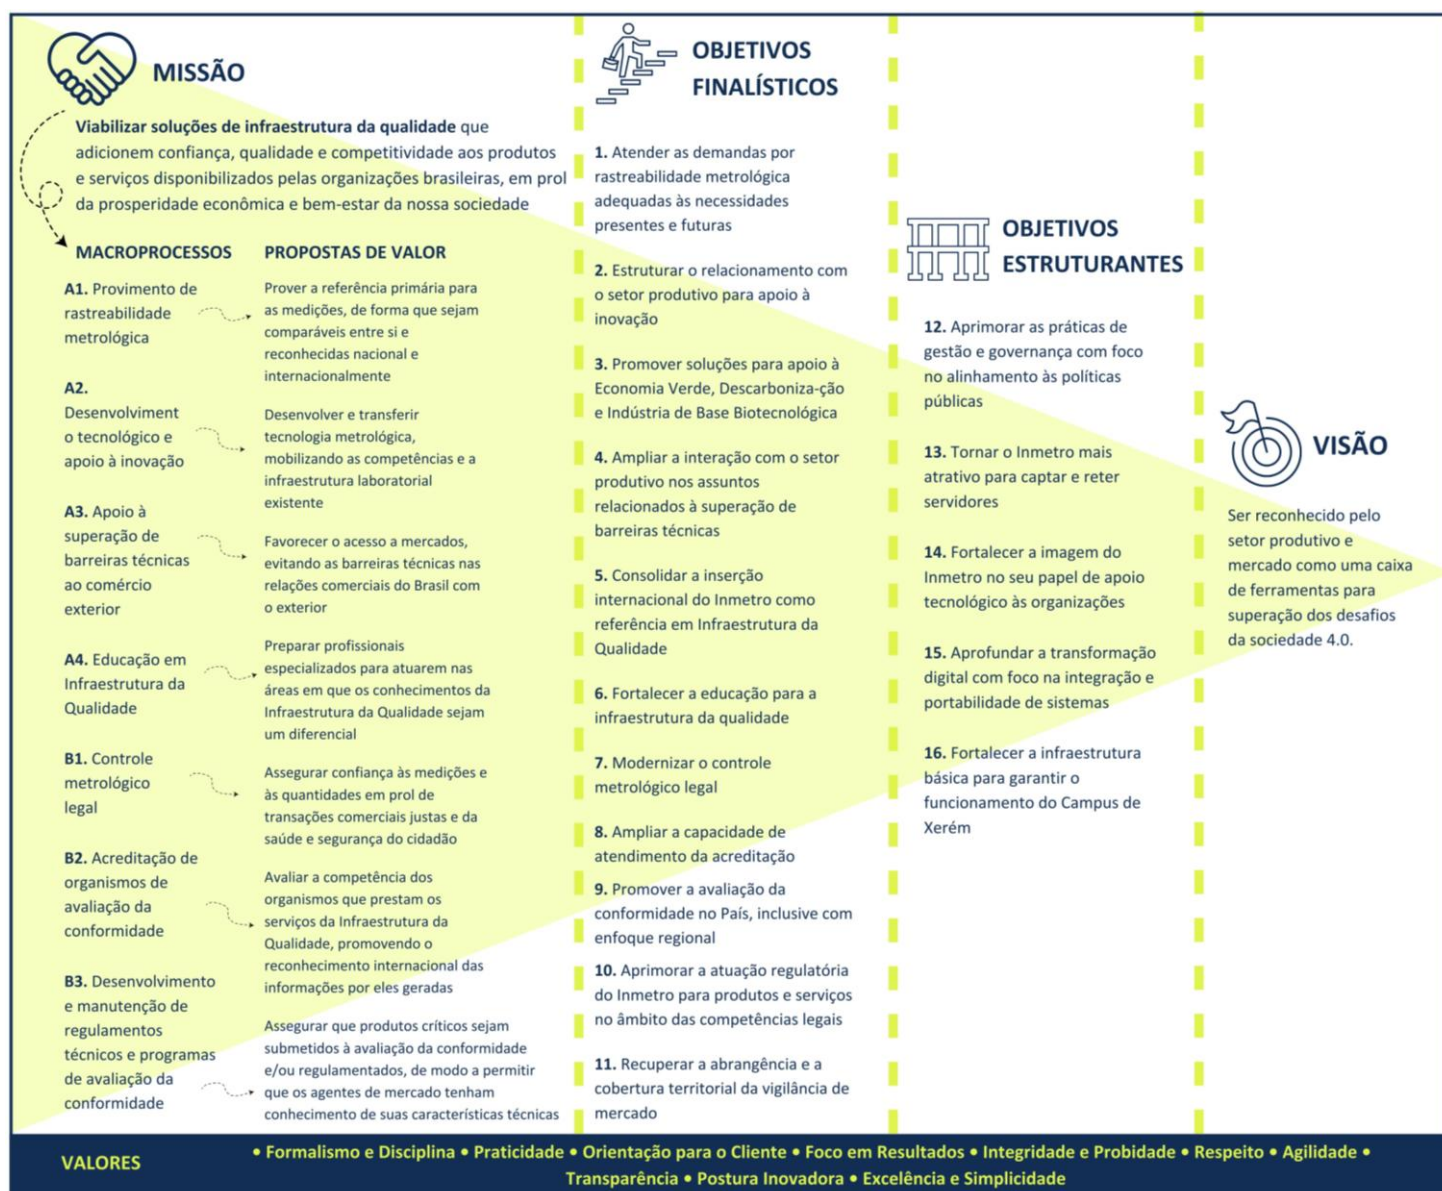 MISSÃO
Viabilizar soluções de infraestrutura da qualidade que
adicionem confiança, qualidade e competitividade aos produtos
e serviços disponibilizados pelas organizações brasileiras, em prol
da prosperidade econômica e bem-estar da nossa sociedade
MACROPROCESSOS
PROPOSTAS DE VALOR
A1. Provimento de
rastreabilidade
metrológica
Prover a referência primária para
as medições, de forma que sejam
comparáveis entre si e
reconhecidas nacional e
internacionalmente
A2.
Desenvolviment
o tecnológico e
apoio à inovação
Desenvolver e transferir
tecnologia metrológica,
mobilizando as competências e a
infraestrutura laboratorial
existente
A3. Apoio à
superação de
barreiras técnicas
ao comércio
exterior
Favorecer o acesso a mercados,
evitando as barreiras técnicas nas
relações comerciais do Brasil com
o exterior
A4. Educação em
Infraestrutura da
Qualidade
Preparar profissionais
especializados para atuarem nas
áreas em que os conhecimentos da
Infraestrutura da Qualidade sejam
um diferencial
B1. Controle
metrológico
legal
Assegurar confiança às medições e
às quantidades em prol de
transações comerciais justas e da
saúde e segurança do cidadão
B2. Acreditação de
organismos de
avaliação da
conformidade
Avaliar a competência dos
organismos que prestam os
serviços da Infraestrutura da
Qualidade, promovendo o
reconhecimento internacional das
informações por eles geradas
B3. Desenvolvimento
e manutenção de
regulamentos
técnicos e programas
de avaliação da
conformidade
Assegurar que produtos críticos sejam
submetidos à avaliação da conformidade
e/ou regulamentados, de modo a permitir
que os agentes de mercado tenham
conhecimento de suas características técnicas
OBJETIVOS
FINALÍSTICOS
1. Atender as demandas por
rastreabilidade metrológica
adequadas às necessidades
presentes e futuras
2. Estruturar o relacionamento com
o setor produtivo para apoio à
inovação
3. Promover soluções para apoio à
Economia Verde, Descarboniza-ção
e Indústria de Base Biotecnológica
4. Ampliar a interação com o setor
produtivo nos assuntos
relacionados à superação de
barreiras técnicas
5. Consolidar a inserção
internacional do Inmetro como
referência em Infraestrutura da
Qualidade
6. Fortalecer a educação para a
infraestrutura da qualidade
7. Modernizar o controle
metrológico legal
8. Ampliar a capacidade de
atendimento da acreditação
9. Promover a avaliação da
conformidade no País, inclusive com
enfoque regional
10. Aprimorar a atuação regulatória
do Inmetro para produtos e serviços
no âmbito das competências legais
11. Recuperar a abrangência e a
cobertura territorial da vigilância de
mercado
OBJETIVOS
ESTRUTURANTES
12. Aprimorar as práticas de
gestão e governança com foco
no alinhamento às políticas
públicas
13. Tornar o Inmetro mais
atrativo para captar e reter
servidores
14. Fortalecer a imagem do
Inmetro no seu papel de apoio
tecnológico às organizações
15. Aprofundar a transformação
digital com foco na integração e
portabilidade de sistemas
16. Fortalecer a infraestrutura
básica para garantir o
funcionamento do Campus de
Xerém
VISÃO
Ser reconhecido pelo
setor produtivo e
mercado como uma caixa
de ferramentas para
superação dos desafios
da sociedade 4.0.
VALORES
• Formalismo e Disciplina • Praticidade • Orientação para o Cliente • Foco em Resultados • Integridade e Probidade • Respeito • Agilidade •
Transparência • Postura Inovadora • Excelência e Simplicidade